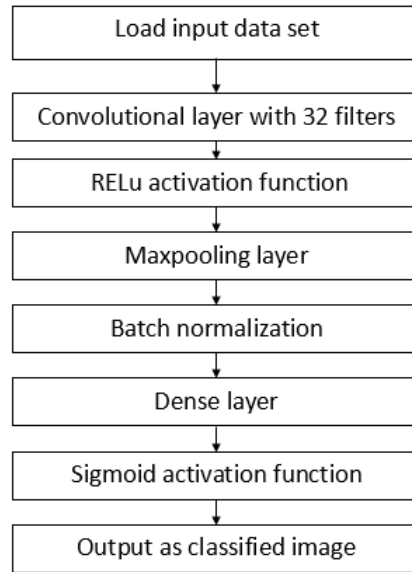 Load input data set
Convolutional layer with 32 filters
RELu activation function
Maxpooling layer
Batch normalization
Dense layer
Sigmoid activation function
Output as classified image